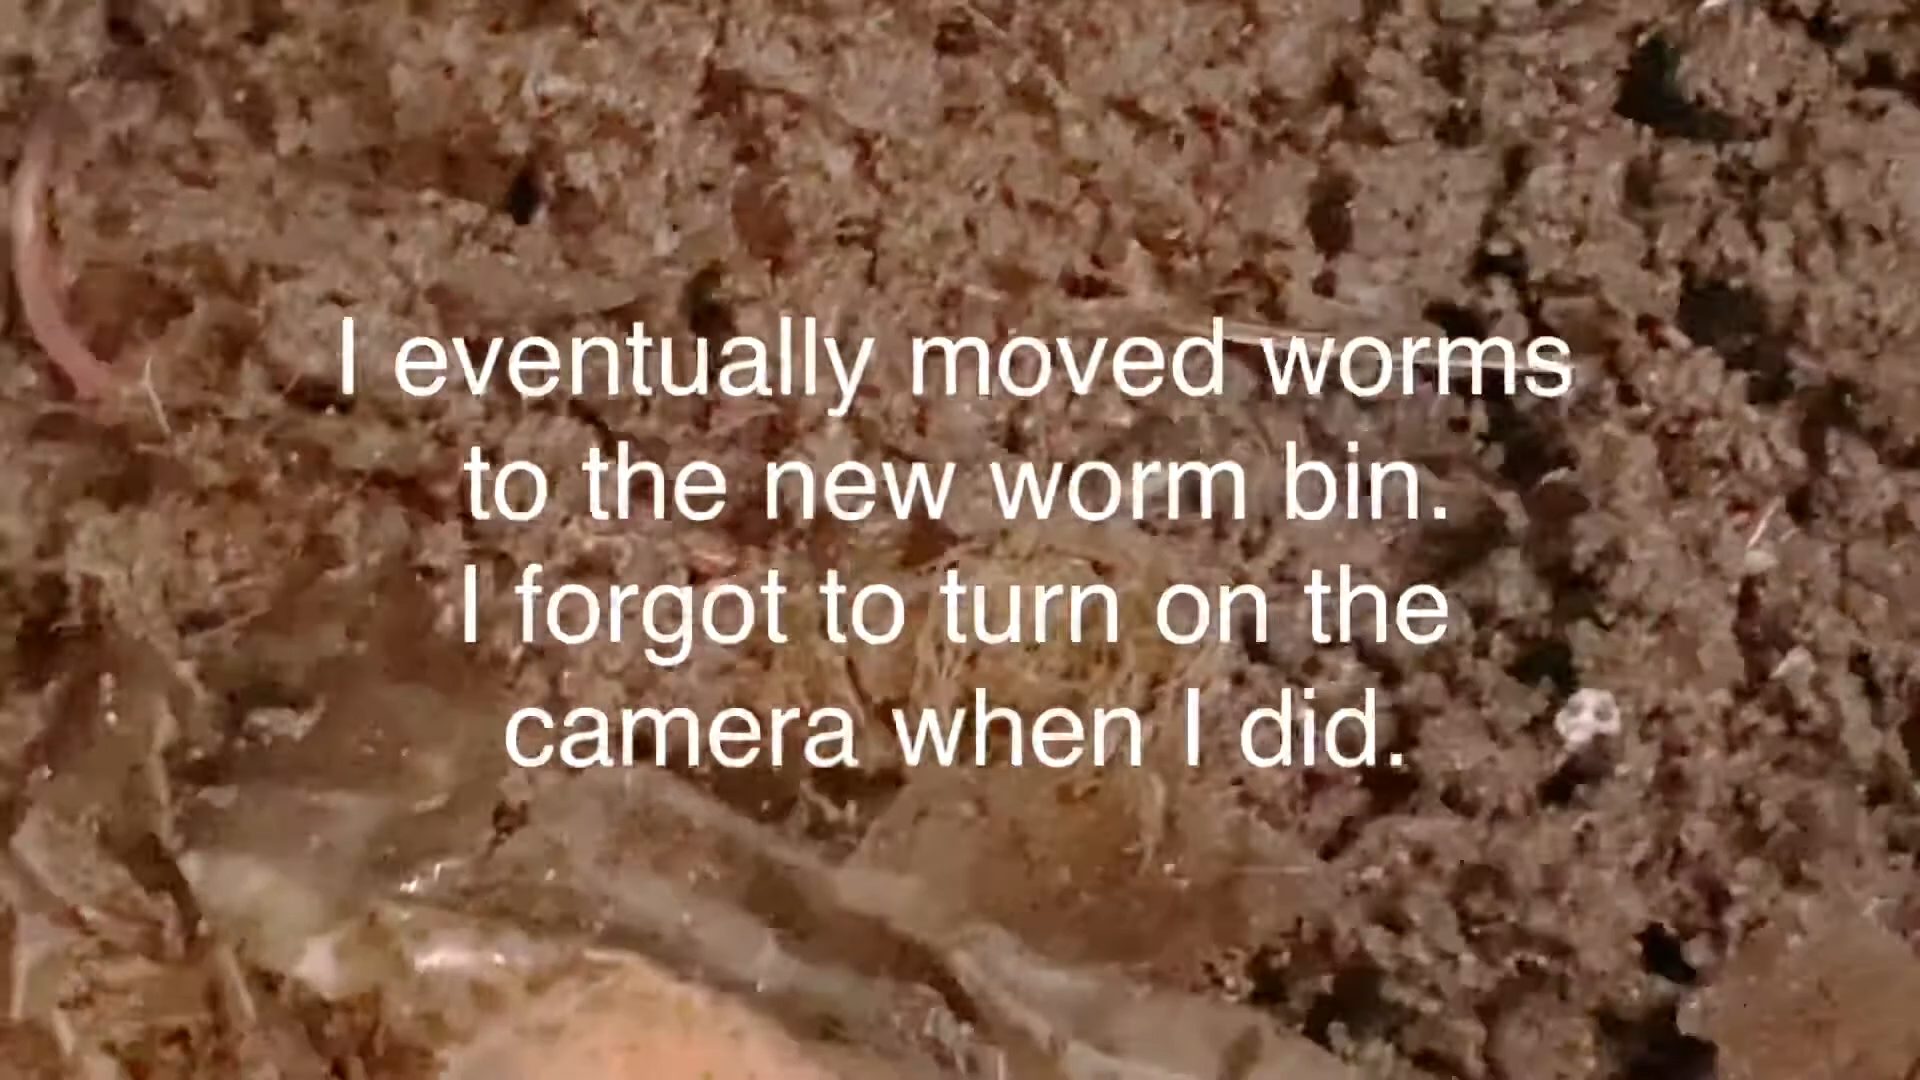 I eventually moved worms
to the new worm bin.
I forgot to turn on the
camera when I did.